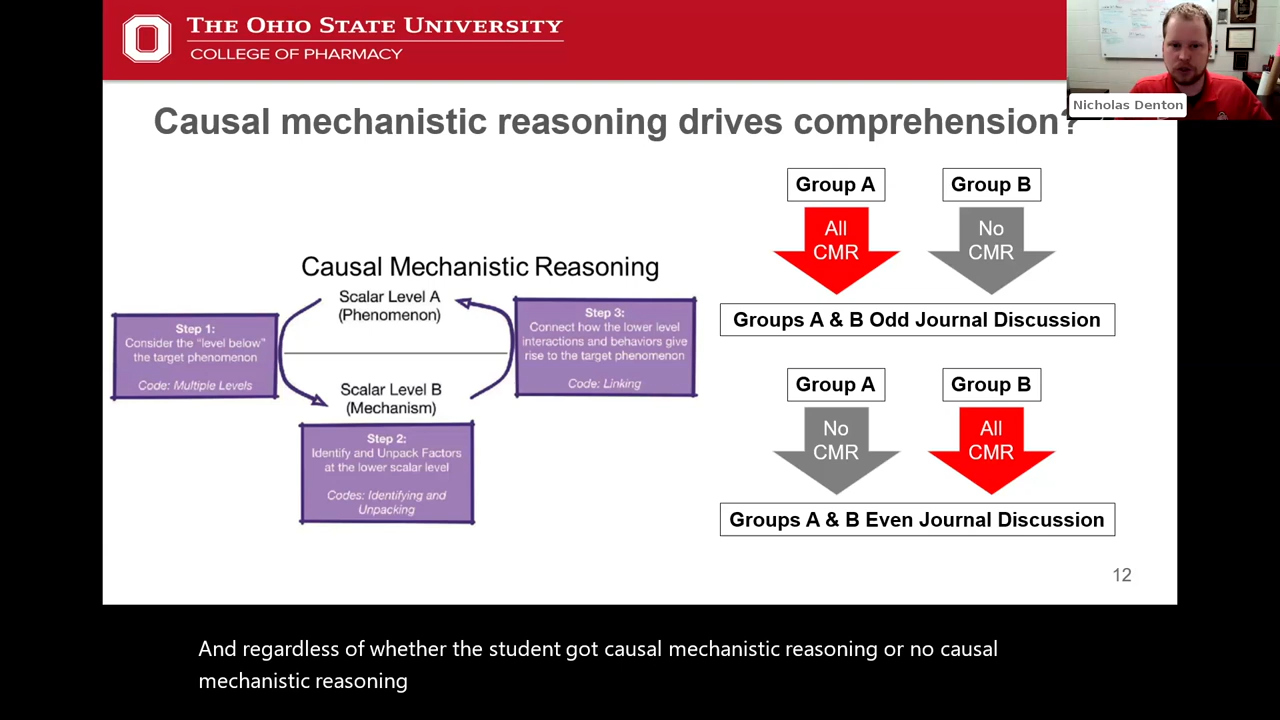 THE OHIO STATE UNIVERSITY
COLLEGE OF PHARMACY
Nicholas Denton
Causal mechanistic reasoning drives comprehension?
Causal Mechanistic Reasoning
Scalar Level A
(Phenomenon)
Step 1:
Consider the "level below"
the target phenomenon
Code: Multiple Levels
Step 3:
Connect how the lower level
interactions and behaviors give
rise to the target phenomenon
Code: Linking
Scalar Level B
(Mechanism)
Step 2:
Identify and Unpack Factors
at the lower scalar level
Codes: Identifying and
Unpacking
Group A
Group B
All
CMR
No
CMR
Groups A & B Odd Journal Discussion
Group A
Group B
No
CMR
All
CMR
Groups A & B Even Journal Discussion
12
And regardless of whether the student got causal mechanistic reasoning or no causal
mechanistic reasoning